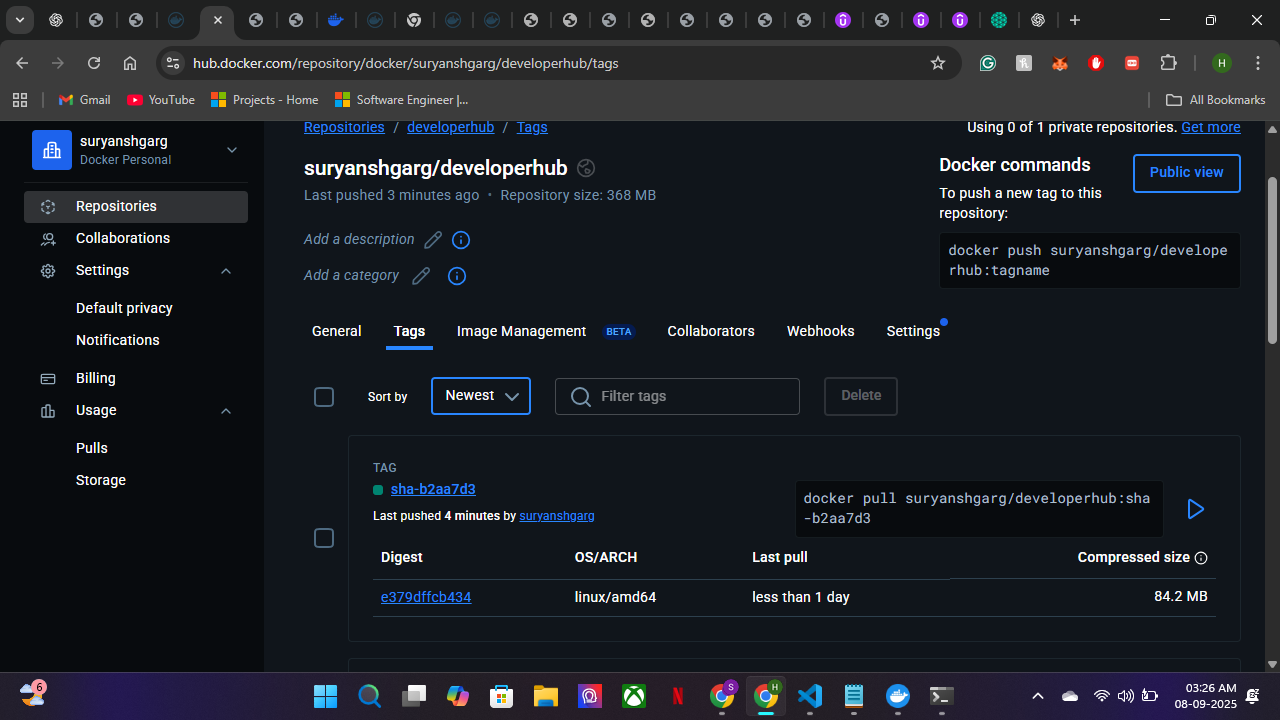 hub.docker.com/repository/docker/suryanshgarg/developerhub/tags
H
Gmail
YouTube
Projects - Home
Software Engineer |...
All Bookmarks
suryanshgarg
Docker Personal
Repositories
Collaborations
Settings
Default privacy
Notifications
Billing
Usage
Pulls
Storage
Repositories / developerhub / Tags
Using 0 of 1 private repositories. Get more
suryanshgarg/developerhub
Last pushed 3 minutes ago • Repository size: 368 MB
Add a description
Add a category
Docker commands
Public view
To push a new tag to this
repository:
docker push suryanshgarg/develope
rhub:tagname
General
Tags
Image Management BETA
Collaborators
Webhooks
Settings
Sort by
Newest
Filter tags
Delete
TAG
sha-b2aa7d3
Last pushed 4 minutes by suryanshgarg
docker pull suryanshgarg/developerhub:sha
-b2aa7d3
Digest OS/ARCH Last pull Compressed size
e379dffcb434 linux/amd64 less than 1 day 84.2 MB
6
S
H
03:26 AM
08-09-2025